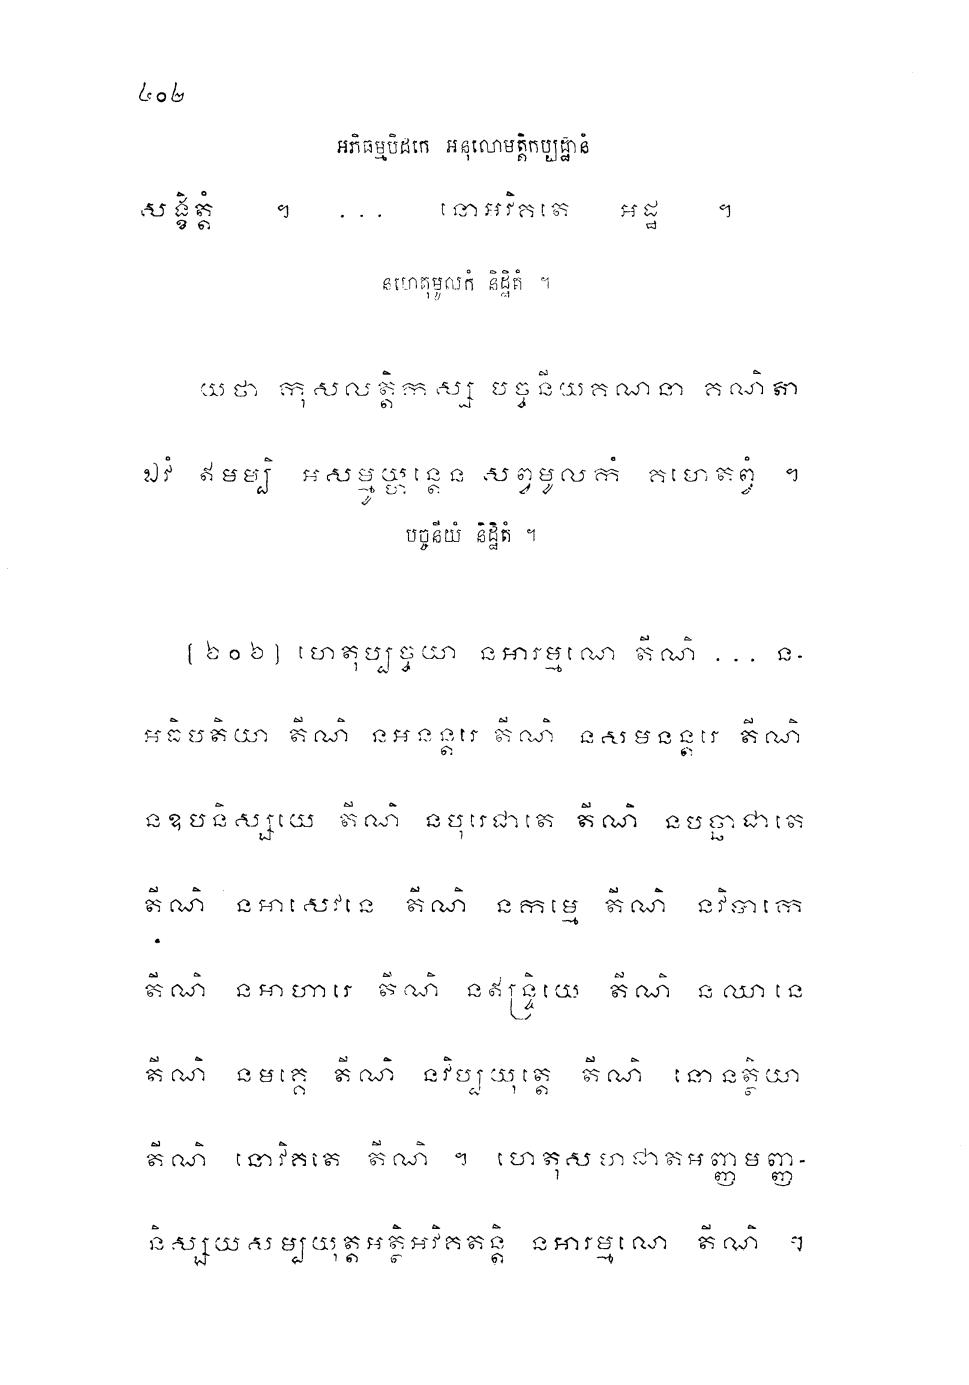 ៤០២
អភិធម្មបិដកេ អនុលោមត្តិកប្បដ្ឋានំ
សង្ខិត្តំ ។ ... នោអវិគតេ អដ្ឋ ។
នហេតុមូលកំ និដ្ឋិតំ ។
យថា កុសលត្តិកស្ស បច្ចនីយគណនា គណិតា
ឯវំ ឥមម្បិ អសម្មុយ្ហន្តេន សព្វមូលកំ គហេតព្វំ ។
បច្ចនីយំ និដ្ឋិតំ ។
[៦០៦] ហេតុប្បច្ចយា នអារម្មណេ តីណិ ... ន-
អធិបតិយា តីណិ នអនន្តរេ តីណិ នសមនន្តរេ តីណិ
នឧបនិស្សយេ តីណិ នបុរេជាតេ តីណិ នបច្ឆាជាតេ
តីណិ នអាសេវនេ តីណិ នកម្មេ តីណិ នវិបាកេ
តីណិ នអាហារេ តីណិ នឥន្ទ្រិយេ តីណិ នឈានេ
តីណិ នមគ្គេ តីណិ នវិប្បយុត្តេ តីណិ នោនត្ថិយា
តីណិ នោវិគតេ តីណិ ។ ហេតុសហជាតអញ្ញមញ្ញ-
និស្សយសម្បយុត្តអត្ថិអវិគតន្តិ នអារម្មណេ តីណិ ។